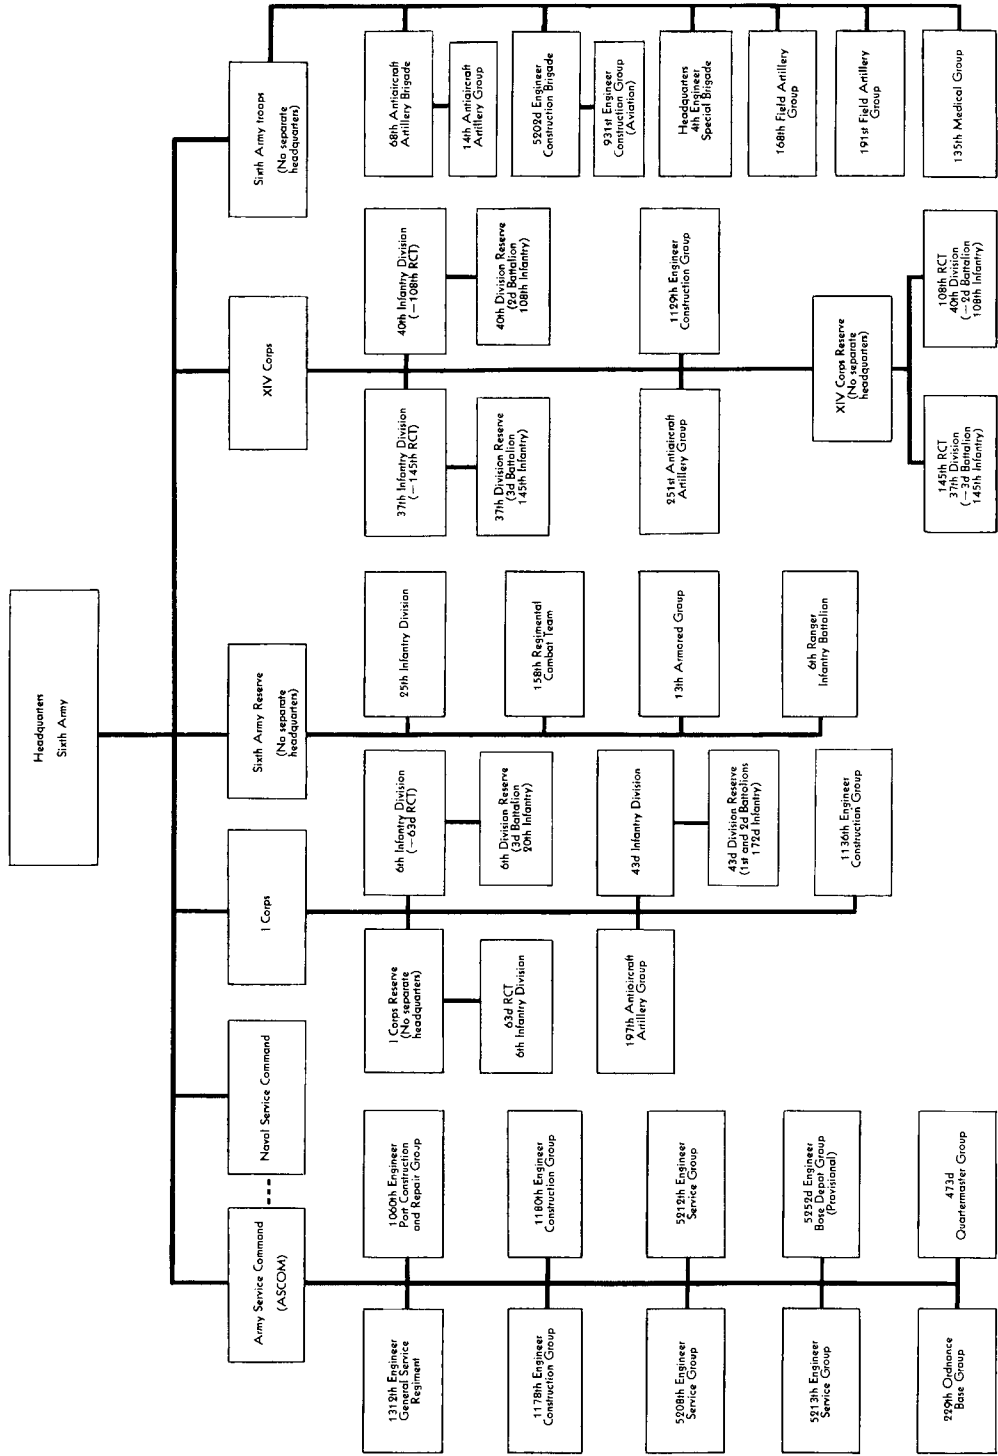 Headquarters
Sixth Army
Army Service Command
(ASCOM)
Naval Service Command
I Corps
Sixth Army Reserve
(No separate
headquarters)
XIV Corps
Sixth Army troops
(No separate
headquarters)
1312th Engineer
General Service
Regiment
1060th Engineer
Port Construction
and Repair Group
1178th Engineer
Construction Group
1180th Engineer
Construction Group
5208th Engineer
Service Group
5212th Engineer
Service Group
5213th Engineer
Service Group
5252d Engineer
Base Depot Group
(Provisional)
229th Ordnance
Base Group
473d
Quartermaster Group
I Corps Reserve
(No separate
headquarters)
63d RCT
6th Infantry Division
6th Infantry Division
(—63d RCT)
6th Division Reserve
(3d Battalion
20th Infantry)
197th Antiaircraft
Artillery Group
43d Infantry Division
43d Division Reserve
(1st and 2d Battalions
172d Infantry)
1136th Engineer
Construction Group
25th Infantry Division
158th Regimental
Combat Team
13th Armored Group
6th Ranger
Infantry Battalion
37th Infantry Division
(—145th RCT)
37th Division Reserve
(3d Battalion
145th Infantry)
40th Infantry Division
(—108th RCT)
40th Division Reserve
(2d Battalion
108th Infantry)
251st Antiaircraft
Artillery Group
1129th Engineer
Construction Group
XIV Corps Reserve
(No separate
headquarters)
145th RCT
37th Division
(—3d Battalion
145th Infantry)
108th RCT
40th Division
(—2d Battalion
108th Infantry)
68th Antiaircraft
Artillery Brigade
14th Antiaircraft
Artillery Group
5202d Engineer
Construction Brigade
931st Engineer
Construction Group
(Aviation)
Headquarters
4th Engineer
Special Brigade
168th Field Artillery
Group
191st Field Artillery
Group
135th Medical Group